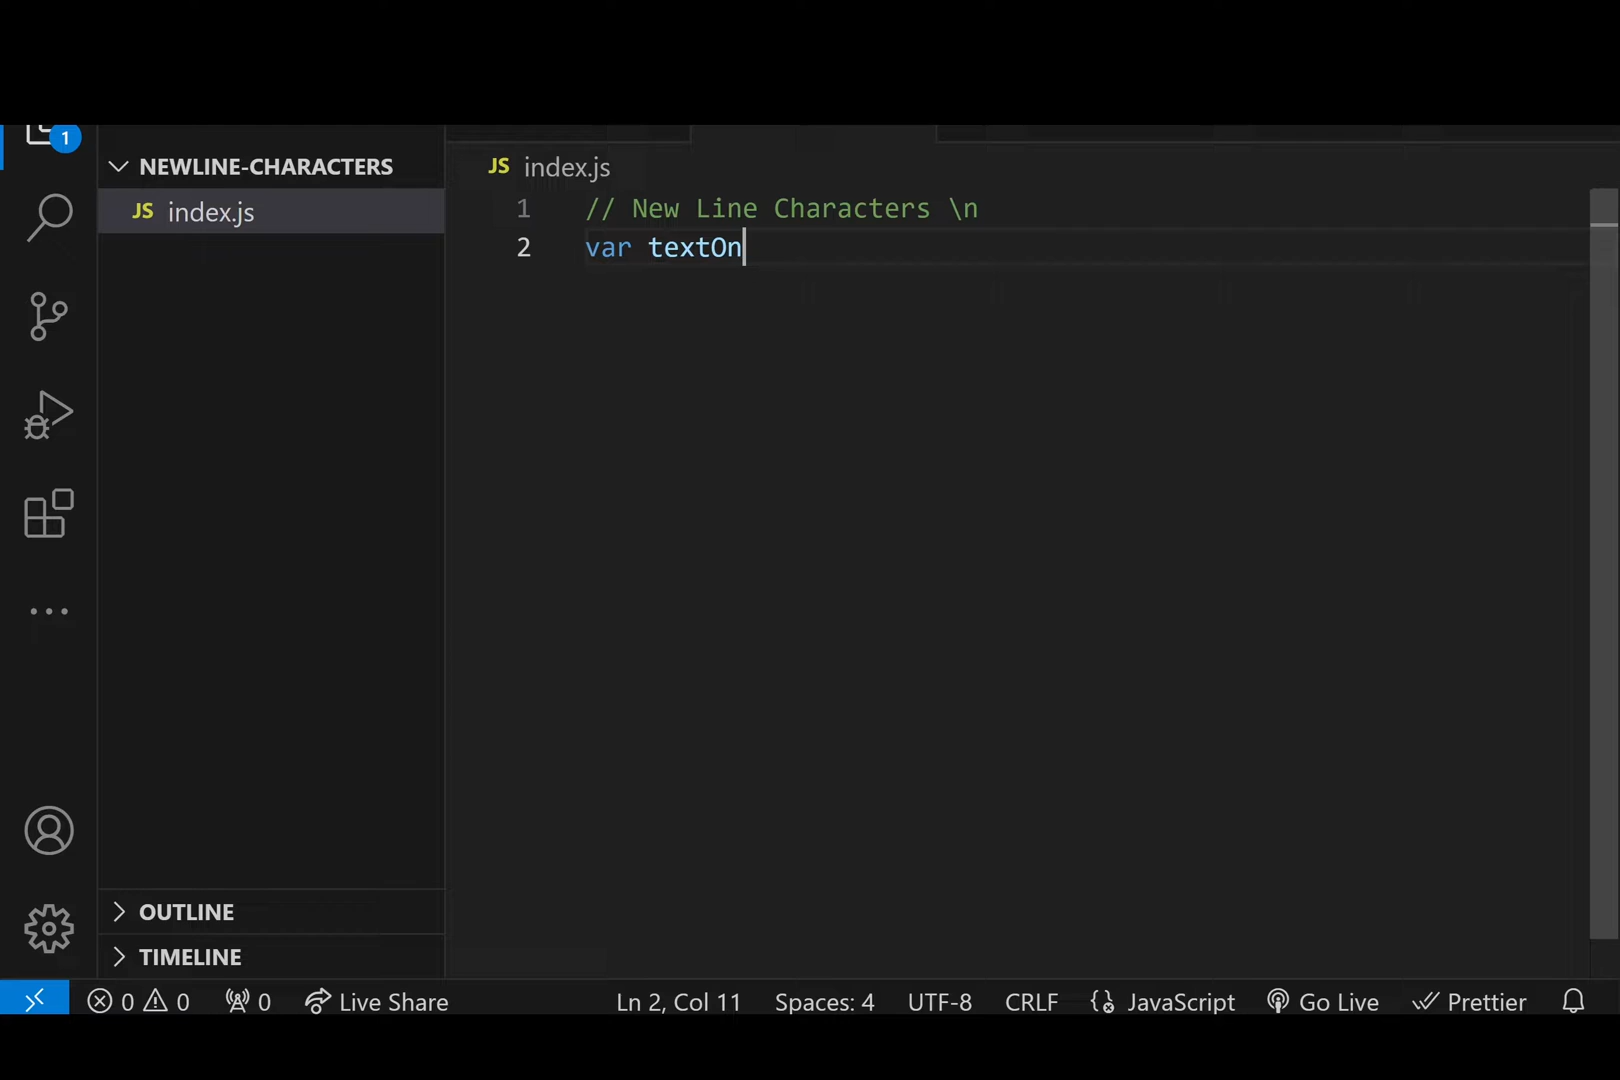 1
NEWLINE-CHARACTERS
JS index.js
JS index.js
1 // New Line Characters \n
2 var textOn
OUTLINE
TIMELINE
0 0 0 Live Share Ln 2, Col 11 Spaces: 4 UTF-8 CRLF JavaScript Go Live Prettier